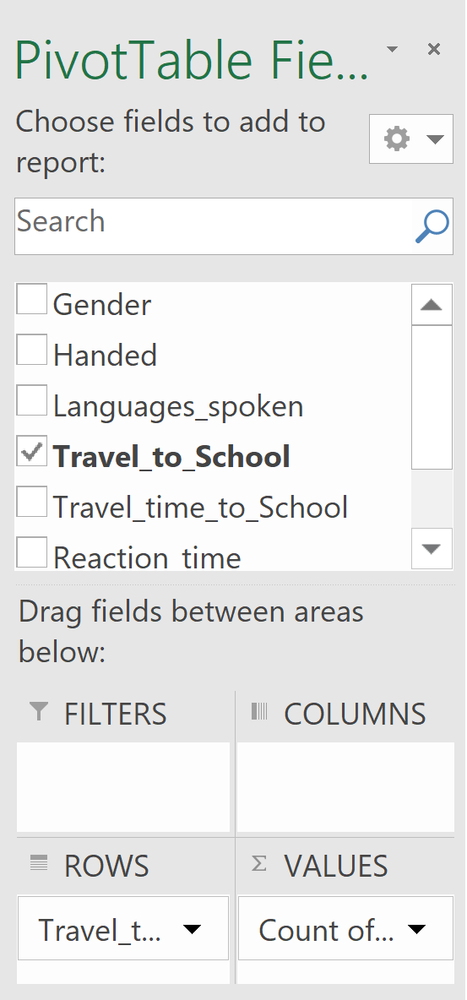 PivotTable Fie...
Choose fields to add to
report:
Search
Gender
Handed
Languages_spoken
Travel_to_School
Travel_time_to_School
Reaction_time
Drag fields between areas
below:
FILTERS
COLUMNS
ROWS
Σ VALUES
Travel_t...
Count of...